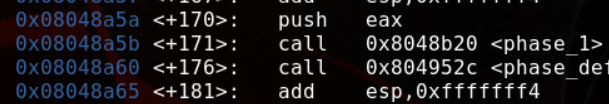 0x08048a5a <+170>: push eax
0x08048a5b <+171>: call 0x8048b20 <phase_1>
0x08048a60 <+176>: call 0x804952c <phase_def
0x08048a65 <+181>: add esp,0xfffffff4